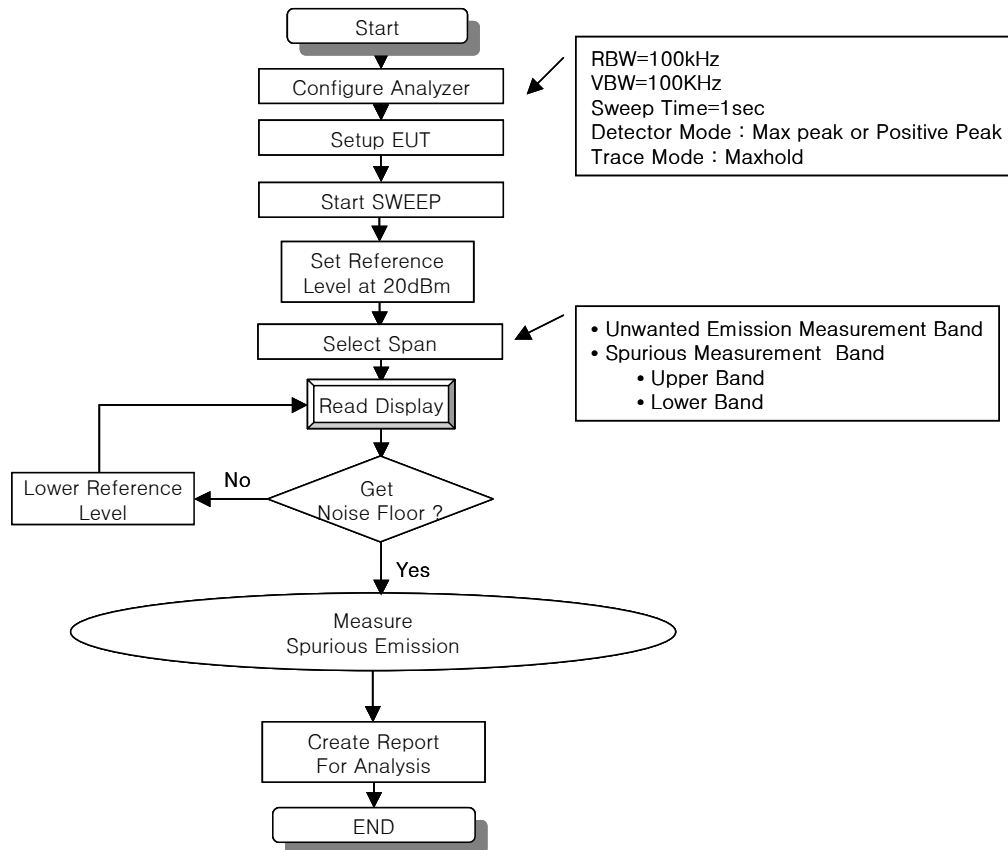 Start
Configure Analyzer
RBW=100kHz
VBW=100KHz
Sweep Time=1sec
Detector Mode : Max peak or Positive Peak
Trace Mode : Maxhold
Setup EUT
Start SWEEP
Set Reference
Level at 20dBm
Select Span
• Unwanted Emission Measurement Band
• Spurious Measurement Band
• Upper Band
• Lower Band
Read Display
Get
Noise Floor ?
No
Lower Reference
Level
Yes
Measure
Spurious Emission
Create Report
For Analysis
END